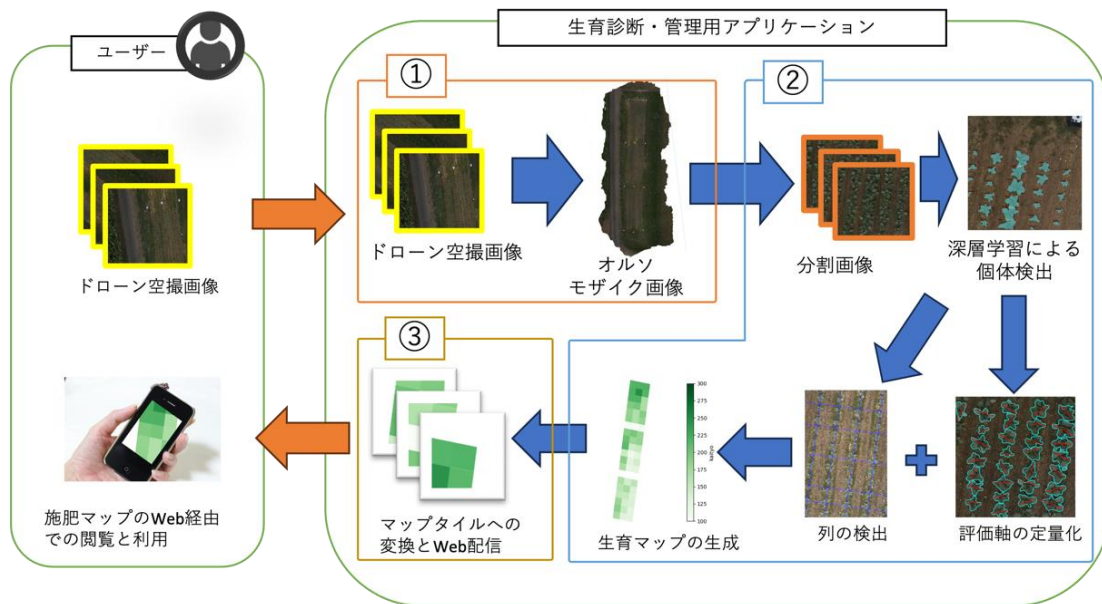 ユーザー
生育診断・管理用アプリケーション
①
②
ドローン空撮画像
ドローン空撮画像
オルソ
モザイク画像
分割画像
深層学習による
個体検出
③
300
275
250
225
200
175
150
125
100
施肥マップのWeb経由
での閲覧と利用
マップタイルへの
変換とWeb配信
生育マップの生成
列の検出
評価軸の定量化